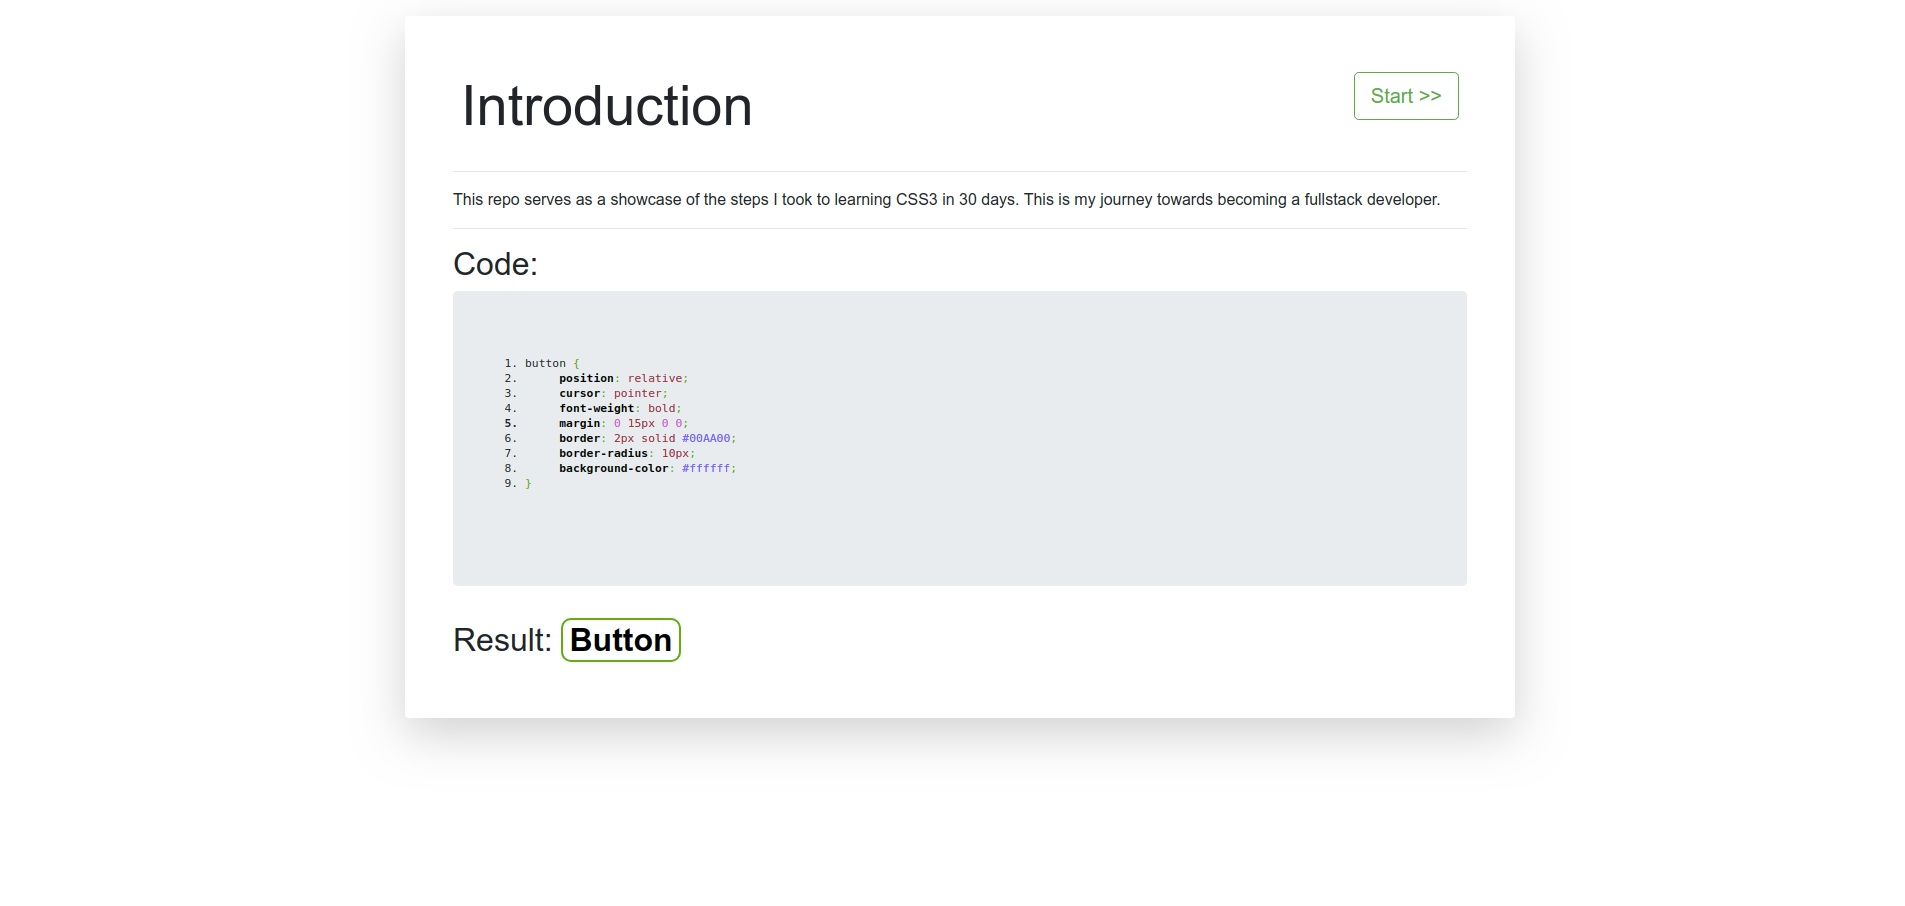 Introduction
Start >>
This repo serves as a showcase of the steps I took to learning CSS3 in 30 days. This is my journey towards becoming a fullstack developer.
Code:
1. button {
2. position: relative;
3. cursor: pointer;
4. font-weight: bold;
5. margin: 0 15px 0 0;
6. border: 2px solid #00AA00;
7. border-radius: 10px;
8. background-color: #ffffff;
9. }
Result: Button